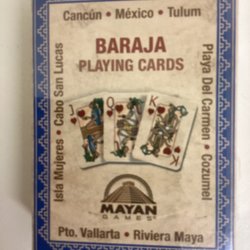 Cancún • México • Tulum
BARAJA
PLAYING CARDS
Isla Mujeres • Cabo San Lucas
Playa Del Carmen • Cozumel
J
Q
K
MAYAN
GAMES
Pto. Vallarta • Riviera Maya